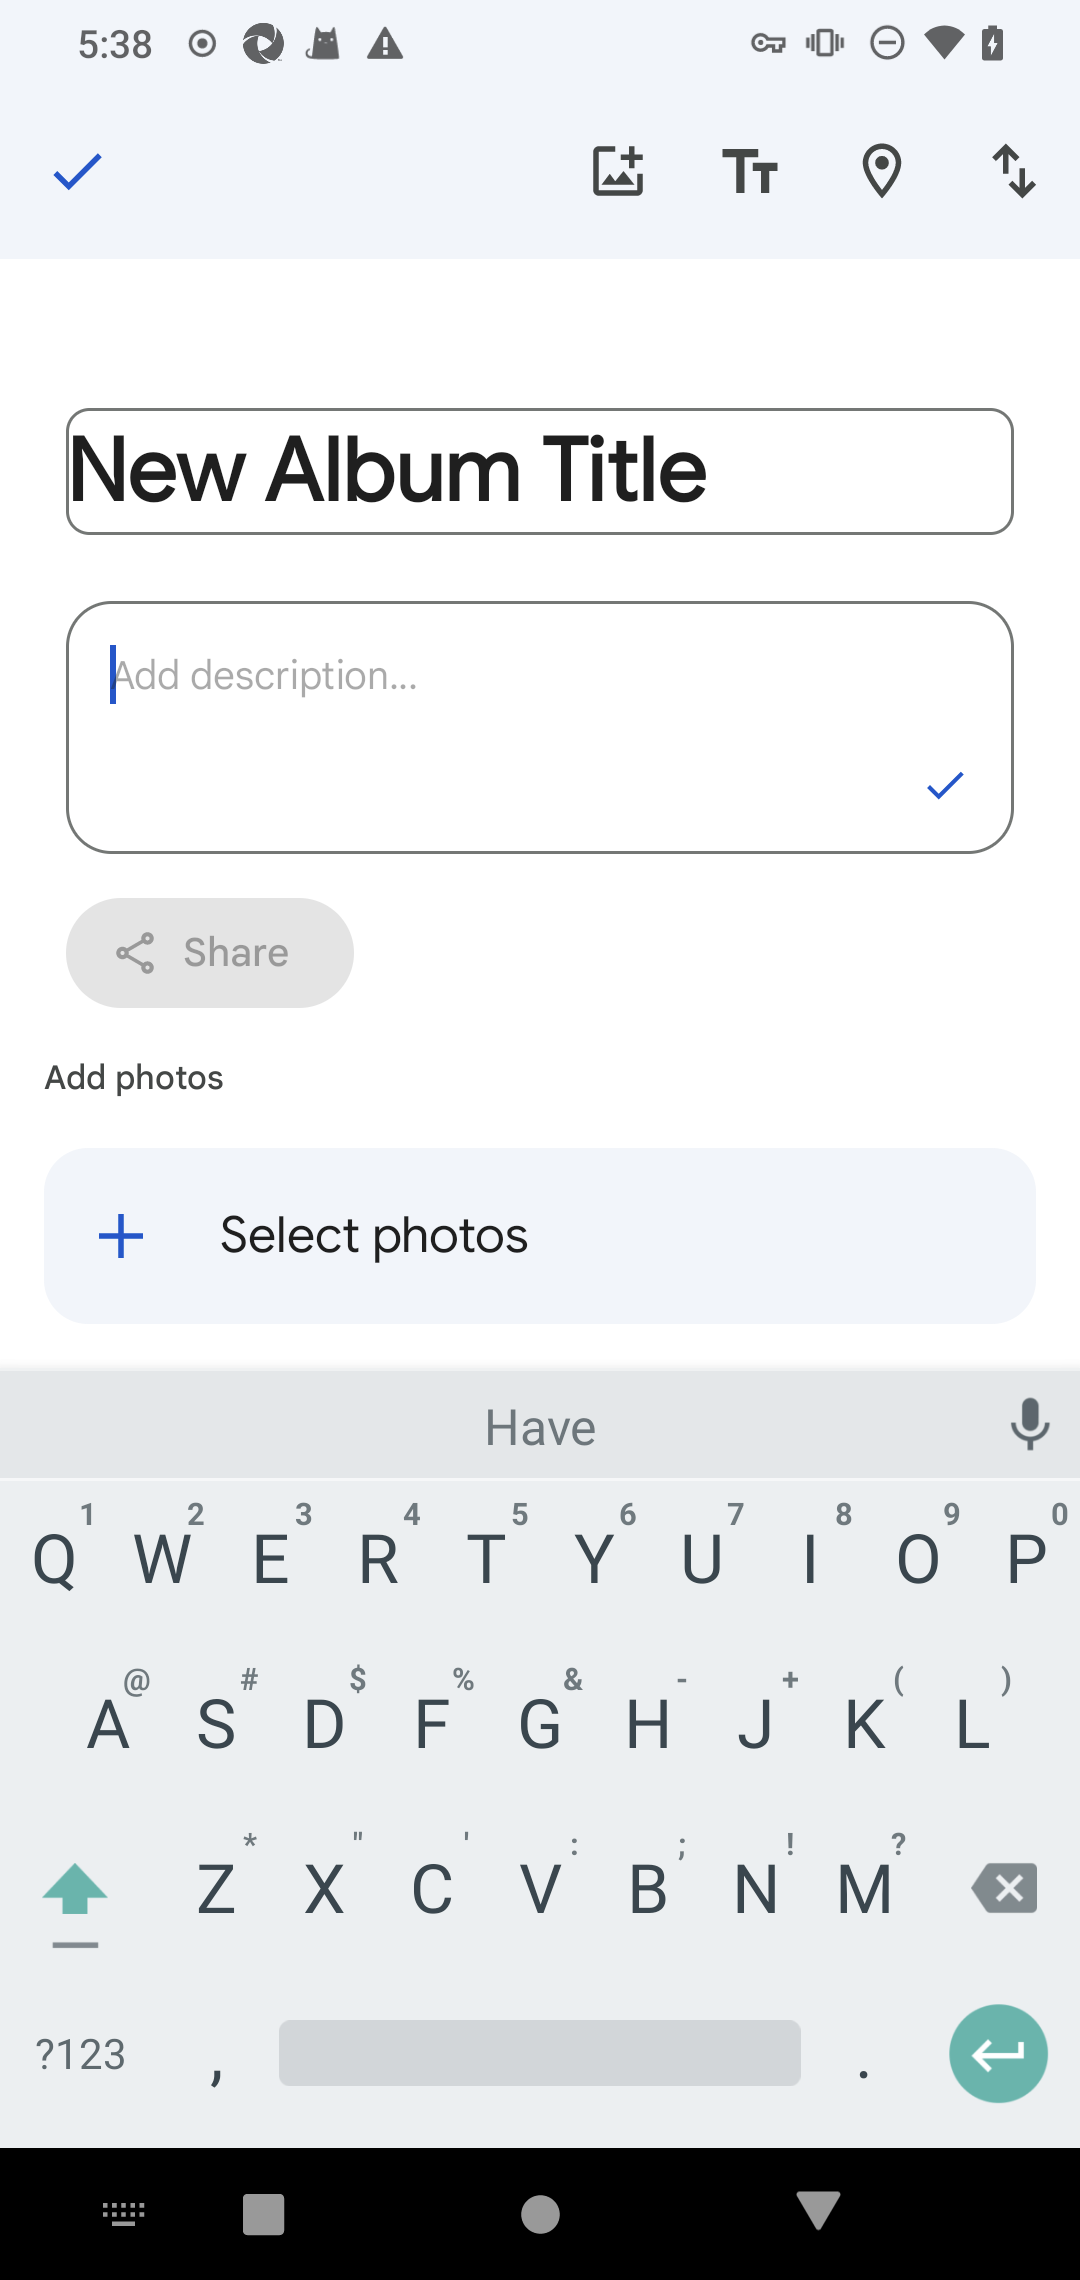 5:38
Tт
New Album Title
Add description...
Share
Add photos
Select photos
Have
1 2 3 4 5 6 7 8 9 0
Q W E R T Y U I O P
@ # $ % & - + ( )
A S D F G H J K L
* " ' : ; ! ?
Z X C V B N M
?123 , .